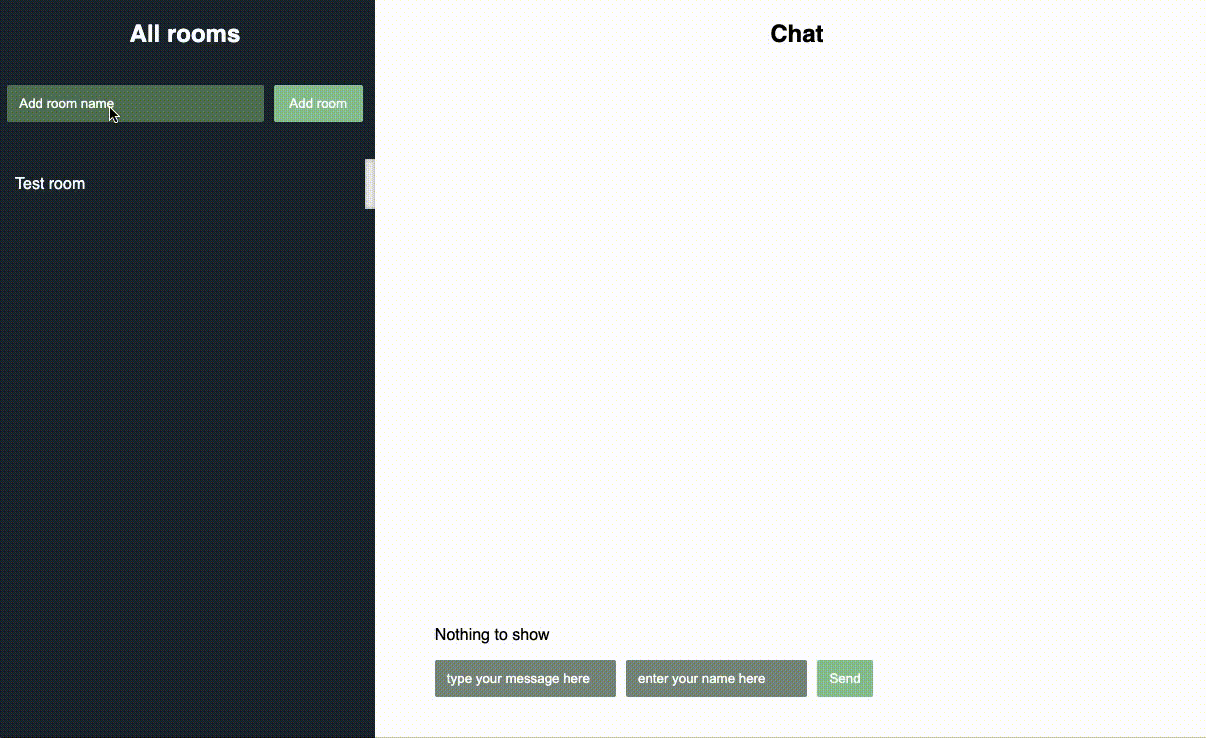 All rooms
Add room name
Add room
Test room
Chat
Nothing to show
type your message here
enter your name here
Send